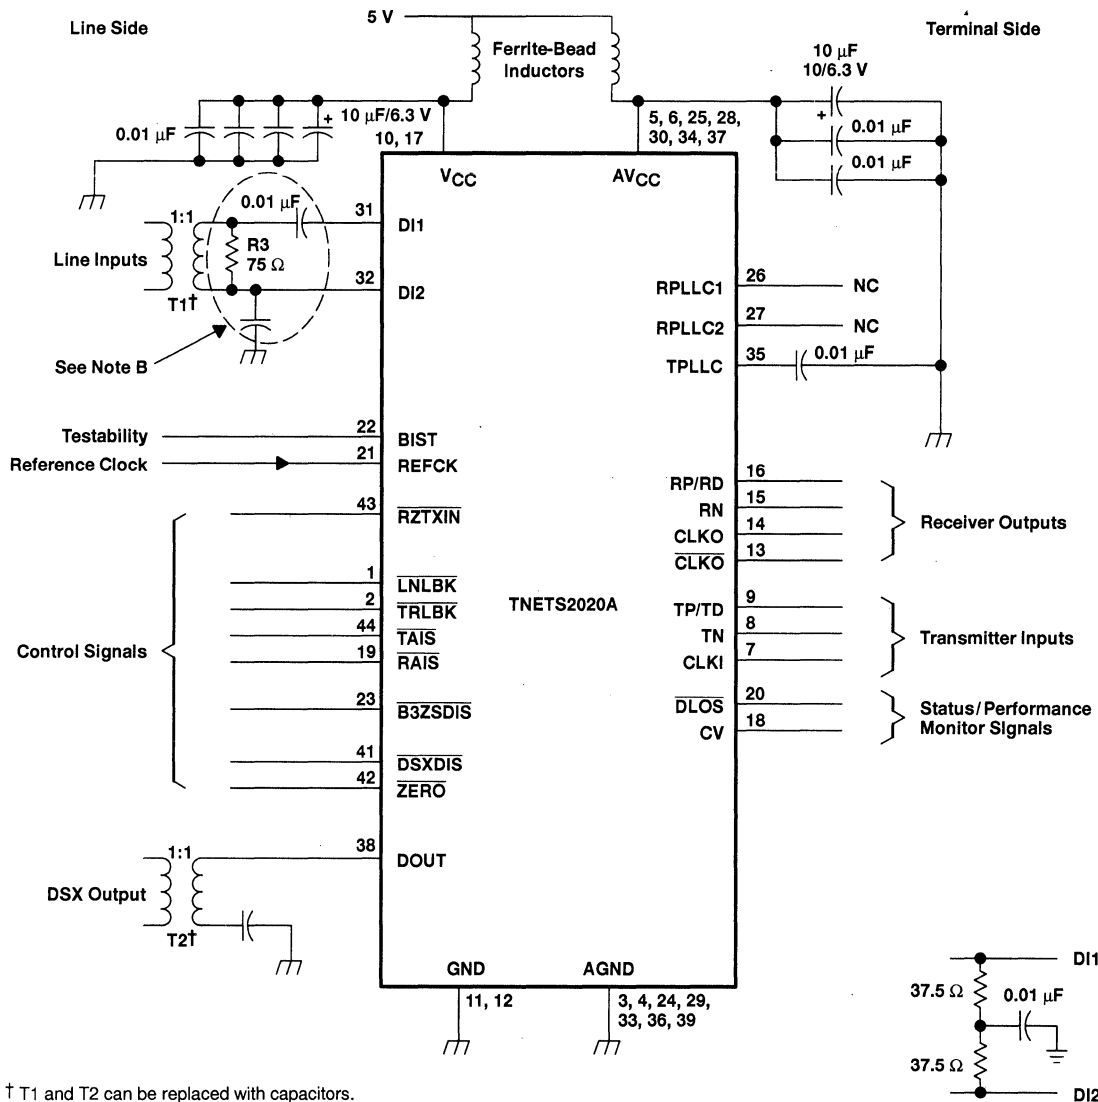 Line Side
5 V
Ferrite-Bead
Inductors
Terminal Side
10 μF
10/6.3 V
+
0.01 μF
0.01 μF
0.01 μF
+
10 μF/6.3 V
10, 17
5, 6, 25, 28,
30, 34, 37
VCC
AVCC
1:1
0.01 μF
31
DI1
Line Inputs
R3
75 Ω
32
DI2
T1†
See Note B
RPLLC1
26
NC
RPLLC2
27
NC
TPLLC
35
0.01 μF
Testability
22
BIST
Reference Clock
21
REFCK
43
RZTXIN
1
LNLBK
2
TRLBK
44
TAIS
Control Signals
19
RAIS
23
B3ZSDIS
41
DSXDIS
42
ZERO
TNETS2020A
RP/RD
16
RN
15
CLKO
14
CLKO
13
Receiver Outputs
TP/TD
9
TN
8
CLKI
7
Transmitter Inputs
DLOS
20
CV
18
Status/Performance
Monitor Signals
1:1
38
DOUT
DSX Output
T2†
GND
AGND
11, 12
3, 4, 24, 29,
33, 36, 39
DI1
37.5 Ω
0.01 μF
37.5 Ω
DI2
† T1 and T2 can be replaced with capacitors.